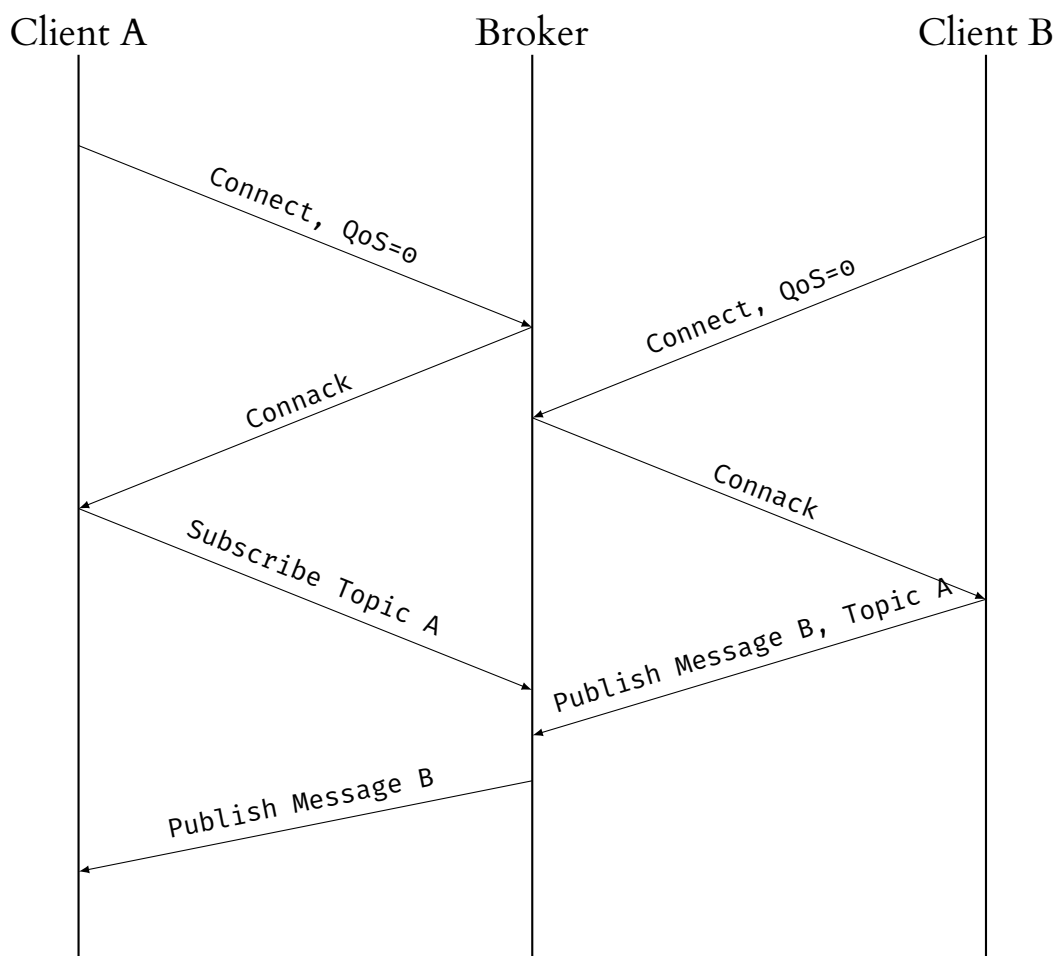 Client A
Broker
Client B
Connect, QoS=0
Connect, QoS=0
Connack
Connack
Subscribe Topic A
Publish Message B, Topic A
Publish Message B